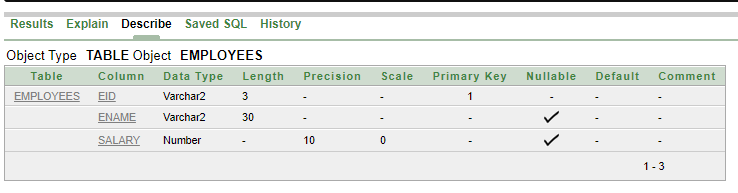 Results Explain Describe Saved SQL History
Object Type TABLE Object EMPLOYEES
Table Column Data Type Length Precision Scale Primary Key Nullable Default Comment
EMPLOYEES EID Varchar2 3 - - 1 - - -
ENAME Varchar2 30 - - - ✓ - -
SALARY Number - 10 0 - ✓ - -
1 - 3